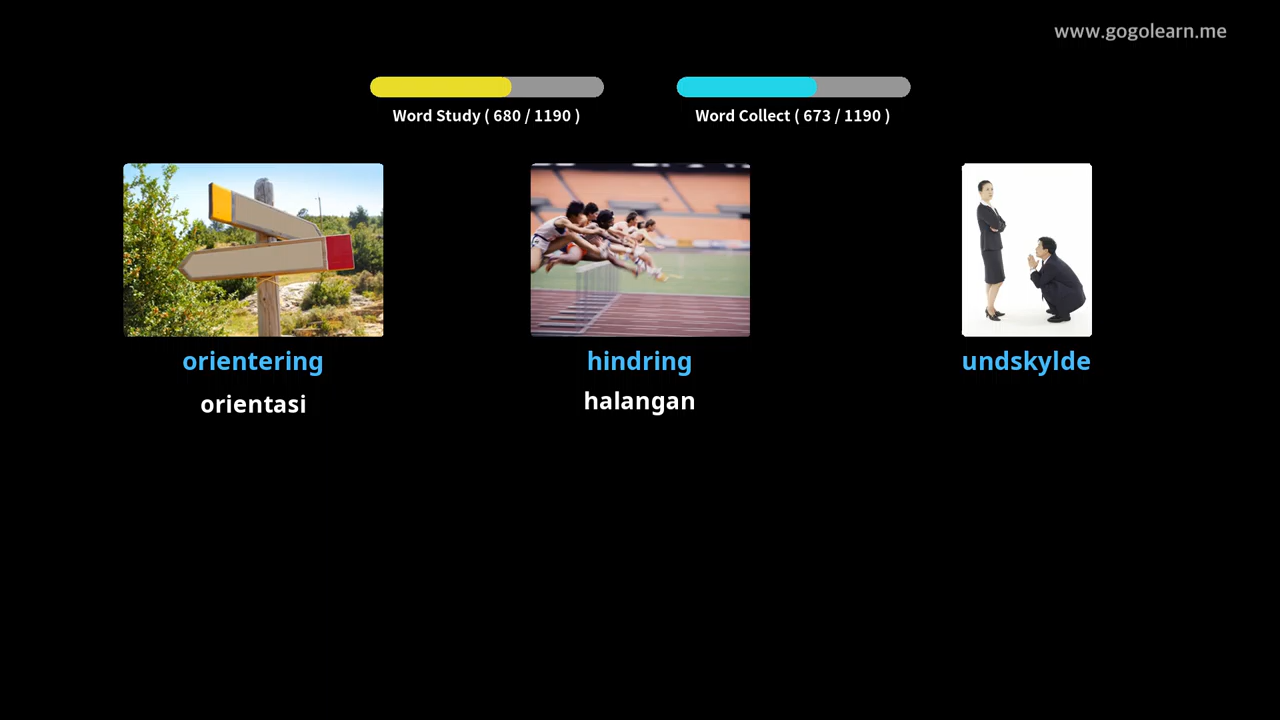 www.gogolearn.me
Word Study ( 680 / 1190 )
Word Collect ( 673 / 1190 )
orientering
hindring
undskylde
orientasi
halangan